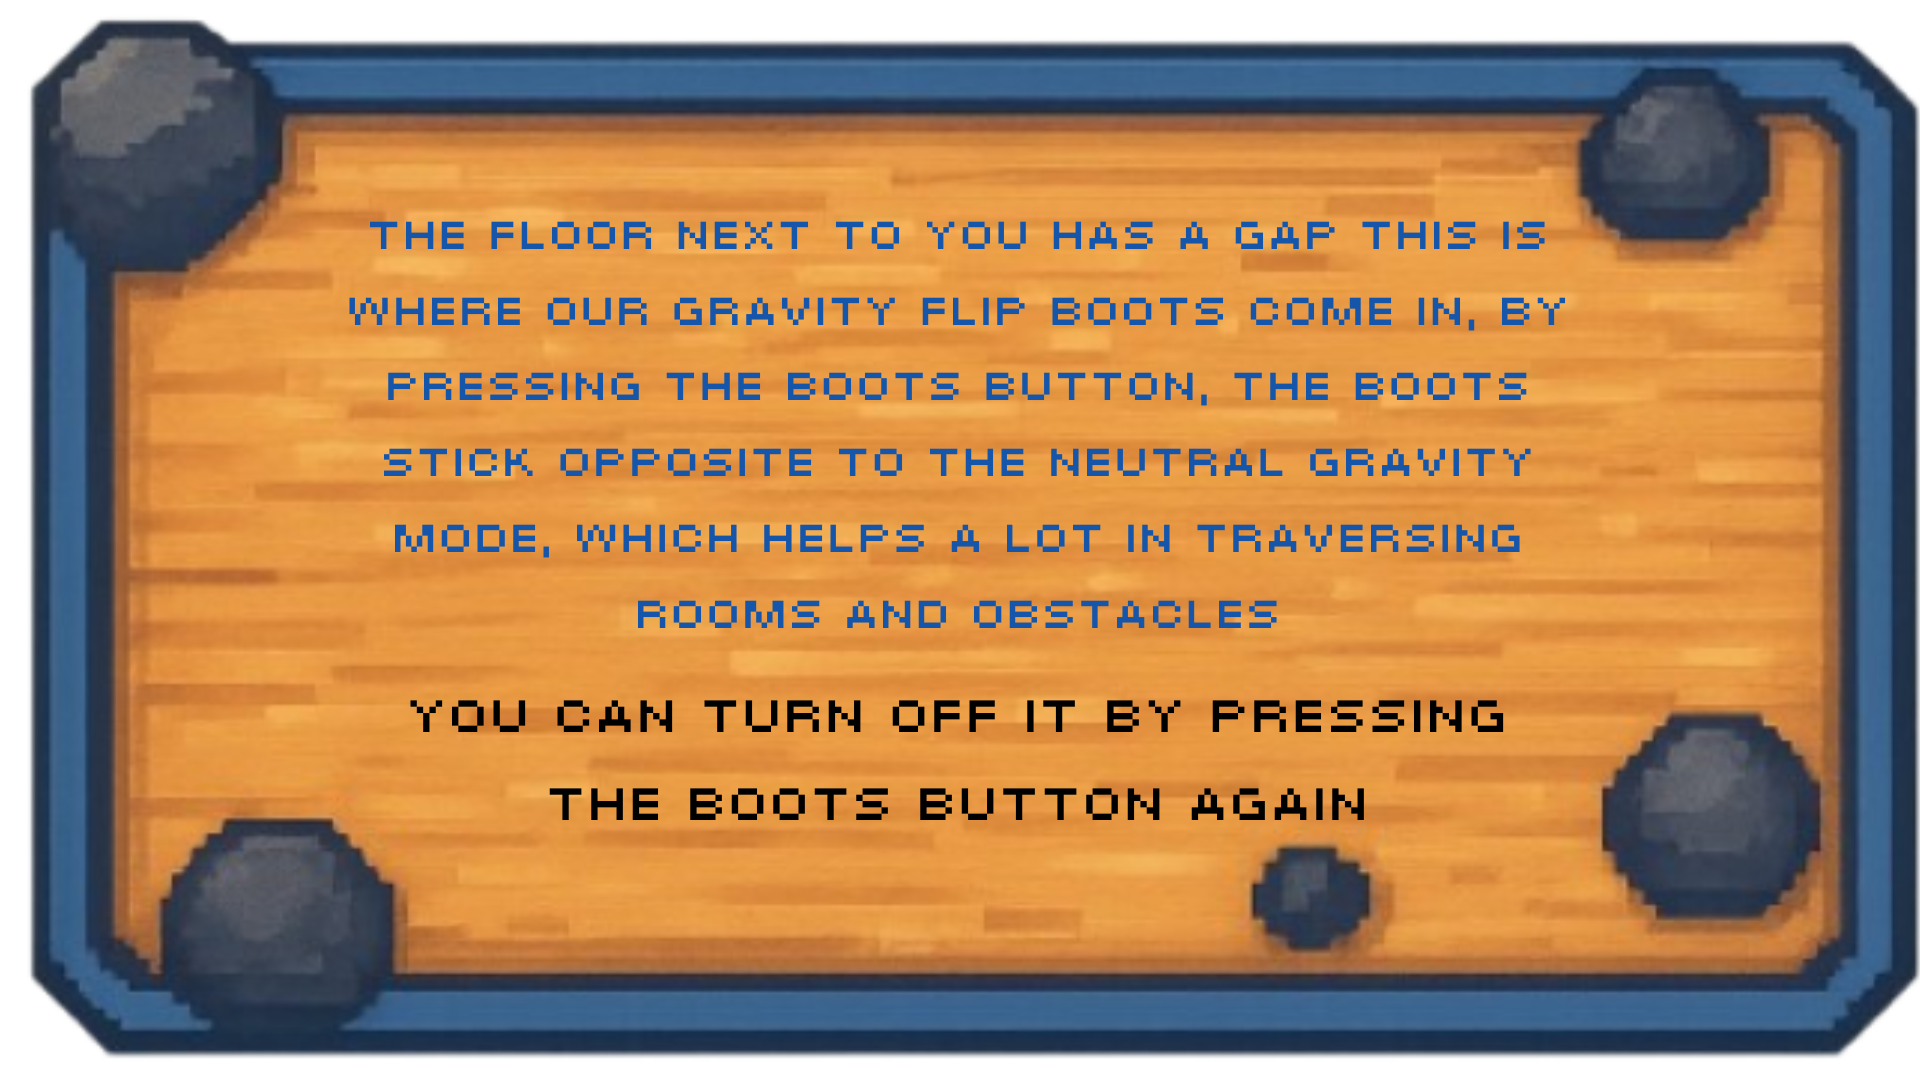 THE FLOOR NEXT TO YOU HAS A GAP THIS IS
WHERE OUR GRAVITY FLIP BOOTS COME IN, BY
PRESSING THE BOOTS BUTTON, THE BOOTS
STICK OPPOSITE TO THE NEUTRAL GRAVITY
MODE, WHICH HELPS A LOT IN TRAVERSING
ROOMS AND OBSTACLES
YOU CAN TURN OFF IT BY PRESSING
THE BOOTS BUTTON AGAIN